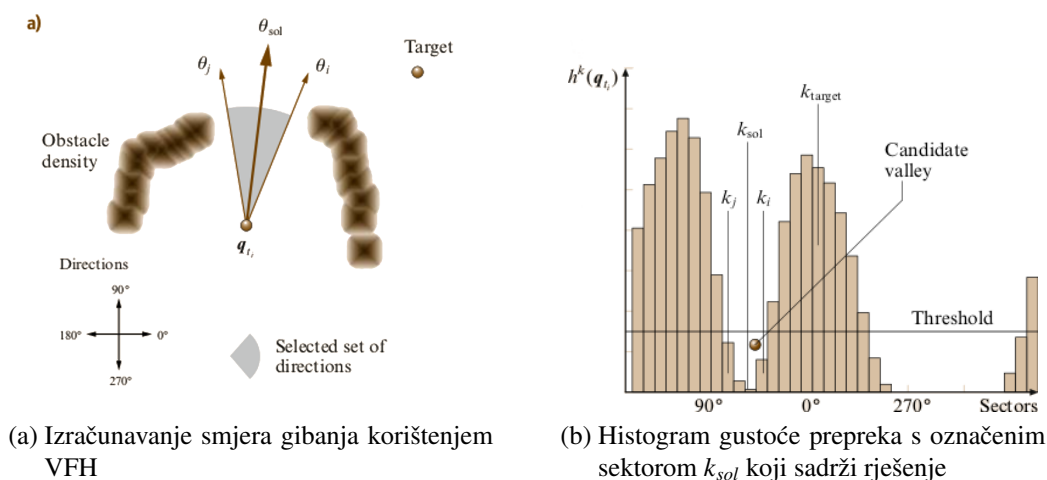 a)
θsol
Target
θj
θi
Obstacle
density
qti
Directions
90°
180°
0°
270°
Selected set of
directions
hk(qti)
ktarget
ksol
Candidate
valley
kj
ki
Threshold
90°
0°
270°
Sectors
(a) Izračunavanje smjera gibanja korištenjem
VFH
(b) Histogram gustoće prepreka s označenim
sektorom ksol koji sadrži rješenje